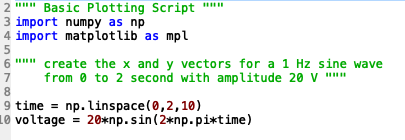 2 """ Basic Plotting Script """
3 import numpy as np
4 import matplotlib as mpl
5
6 """ create the x and y vectors for a 1 Hz sine wave
7     from 0 to 2 second with amplitude 20 V """
8
9 time = np.linspace(0,2,10)
10 voltage = 20*np.sin(2*np.pi*time)